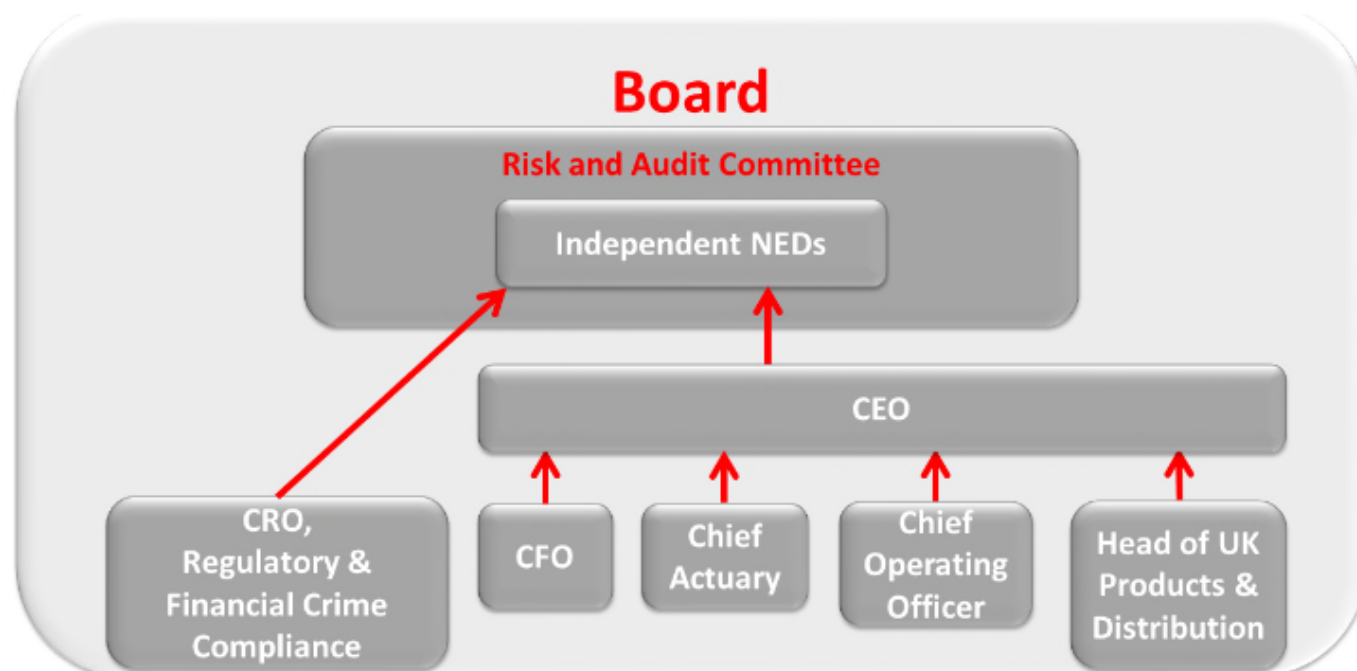 Board
Risk and Audit Committee
Independent NEDs
CEO
CRO,
Regulatory &
Financial Crime
Compliance
CFO
Chief
Actuary
Chief
Operating
Officer
Head of UK
Products &
Distribution